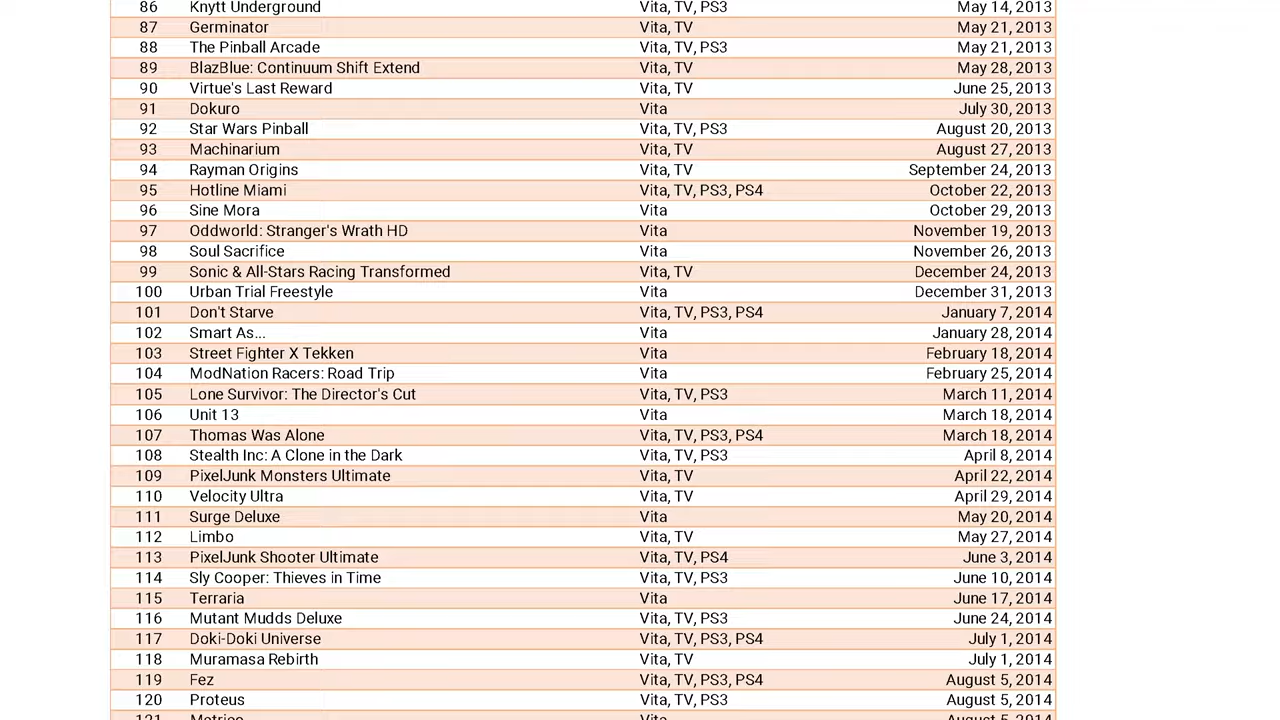 86 Knytt Underground Vita, TV, PS3 May 14, 2013
87 Germinator Vita, TV May 21, 2013
88 The Pinball Arcade Vita, TV, PS3 May 21, 2013
89 BlazBlue: Continuum Shift Extend Vita, TV May 28, 2013
90 Virtue's Last Reward Vita, TV June 25, 2013
91 Dokuro Vita July 30, 2013
92 Star Wars Pinball Vita, TV, PS3 August 20, 2013
93 Machinarium Vita, TV August 27, 2013
94 Rayman Origins Vita, TV September 24, 2013
95 Hotline Miami Vita, TV, PS3, PS4 October 22, 2013
96 Sine Mora Vita October 29, 2013
97 Oddworld: Stranger's Wrath HD Vita November 19, 2013
98 Soul Sacrifice Vita November 26, 2013
99 Sonic & All-Stars Racing Transformed Vita, TV December 24, 2013
100 Urban Trial Freestyle Vita December 31, 2013
101 Don't Starve Vita, TV, PS3, PS4 January 7, 2014
102 Smart As... Vita January 28, 2014
103 Street Fighter X Tekken Vita February 18, 2014
104 ModNation Racers: Road Trip Vita February 25, 2014
105 Lone Survivor: The Director's Cut Vita, TV, PS3 March 11, 2014
106 Unit 13 Vita March 18, 2014
107 Thomas Was Alone Vita, TV, PS3, PS4 March 18, 2014
108 Stealth Inc: A Clone in the Dark Vita, TV, PS3 April 8, 2014
109 PixelJunk Monsters Ultimate Vita, TV April 22, 2014
110 Velocity Ultra Vita, TV April 29, 2014
111 Surge Deluxe Vita May 20, 2014
112 Limbo Vita, TV May 27, 2014
113 PixelJunk Shooter Ultimate Vita, TV, PS4 June 3, 2014
114 Sly Cooper: Thieves in Time Vita, TV, PS3 June 10, 2014
115 Terraria Vita June 17, 2014
116 Mutant Mudds Deluxe Vita, TV, PS3 June 24, 2014
117 Doki-Doki Universe Vita, TV, PS3, PS4 July 1, 2014
118 Muramasa Rebirth Vita, TV July 1, 2014
119 Fez Vita, TV, PS3, PS4 August 5, 2014
120 Proteus Vita, TV, PS3 August 5, 2014